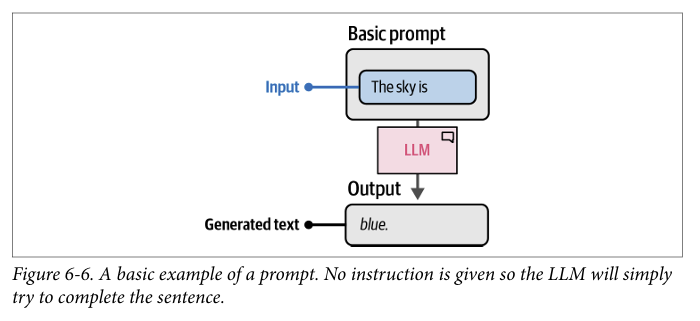 Basic prompt
Input
The sky is
LLM
Output
Generated text
blue.
Figure 6-6. A basic example of a prompt. No instruction is given so the LLM will simply
try to complete the sentence.